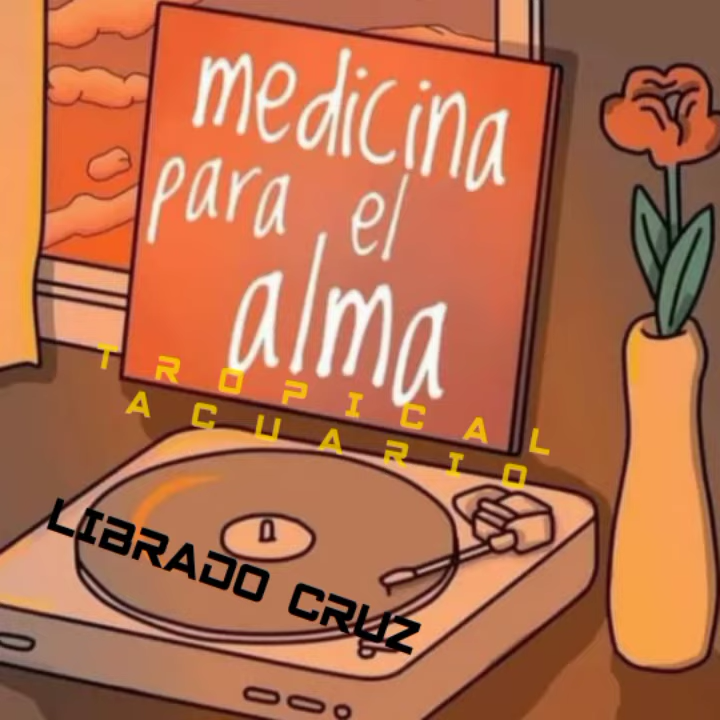 medicina
para el
alma
TROPICAL
ACUARIO
LIBRADO CRUZ